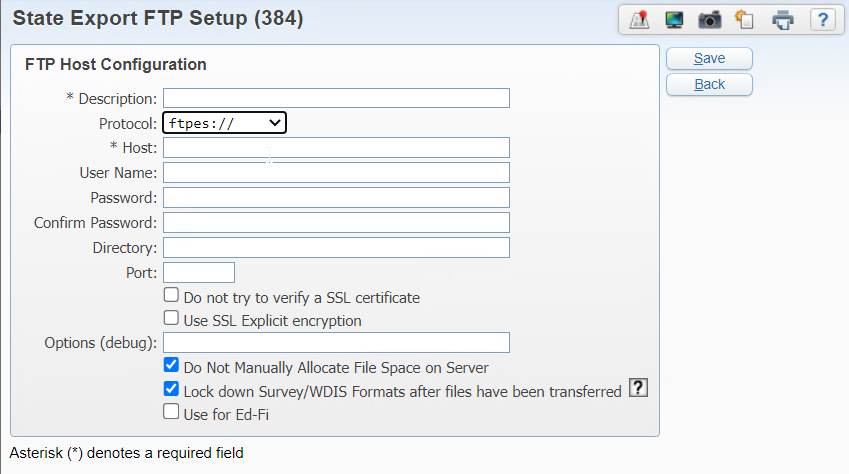 State Export FTP Setup (384)
?
FTP Host Configuration
Save
Back
* Description:
Protocol: ftpes://
* Host:
User Name:
Password:
Confirm Password:
Directory:
Port:
Do not try to verify a SSL certificate
Use SSL Explicit encryption
Options (debug):
Do Not Manually Allocate File Space on Server
Lock down Survey/WDIS Formats after files have been transferred ?
Use for Ed-Fi
Asterisk (*) denotes a required field